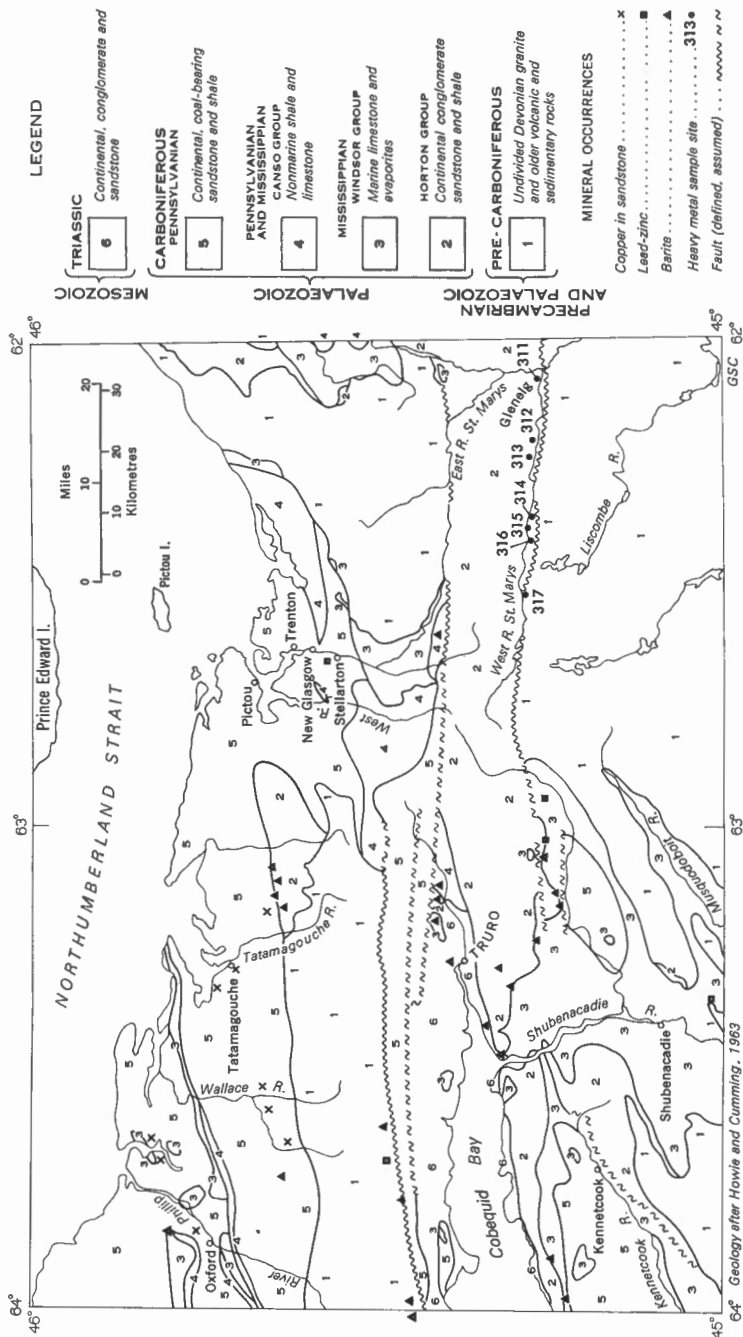 LEGEND
MESOZOIC
TRIASSIC
6
Continental, conglomerate and
sandstone
PALAEOZOIC
CARBONIFEROUS
PENNSYLVANIAN
5
Continental, coal-bearing
sandstone and shale
PENNSYLVANIAN
AND MISSISSIPPIAN
CANSO GROUP
4
Nonmarine shale and
limestone
MISSISSIPPIAN
WINDSOR GROUP
3
Marine limestone and
evaporites
HORTON GROUP
2
Continental conglomerate
sandstone and shale
PRECAMBRIAN
AND PALAEOZOIC
PRE-CARBONIFEROUS
1
Undivided Devonian granite
and older volcanic and
sedimentary rocks
MINERAL OCCURRENCES
Copper in sandstone ............ x
Lead-zinc ............ ■
Barite ............ ▲
Heavy metal sample site ........ 313 •
Fault (defined, assumed) ...
64°
46°
63°
62°
46°
Prince Edward I.
NORTHUMBERLAND STRAIT
Pictou I.
Miles
0 10 20
0 10 20 30
Kilometres
Phillip
River
Oxford
Wallace R.
Tatamagouche
Tatamagouche R.
Pictou
Trenton
New Glasgow
Stellarton
West R.
East R. St. Marys
West R. St. Marys
Glenelg
311
312
313
314
315
316
317
Liscombe R.
Cobequid Bay
TRURO
Shubenacadie R.
Shubenacadie
Musquodoboit R.
Kennetcook
Kennetcook R.
45°
64°
63°
45°
62°
Geology after Howie and Cumming, 1963
GSC